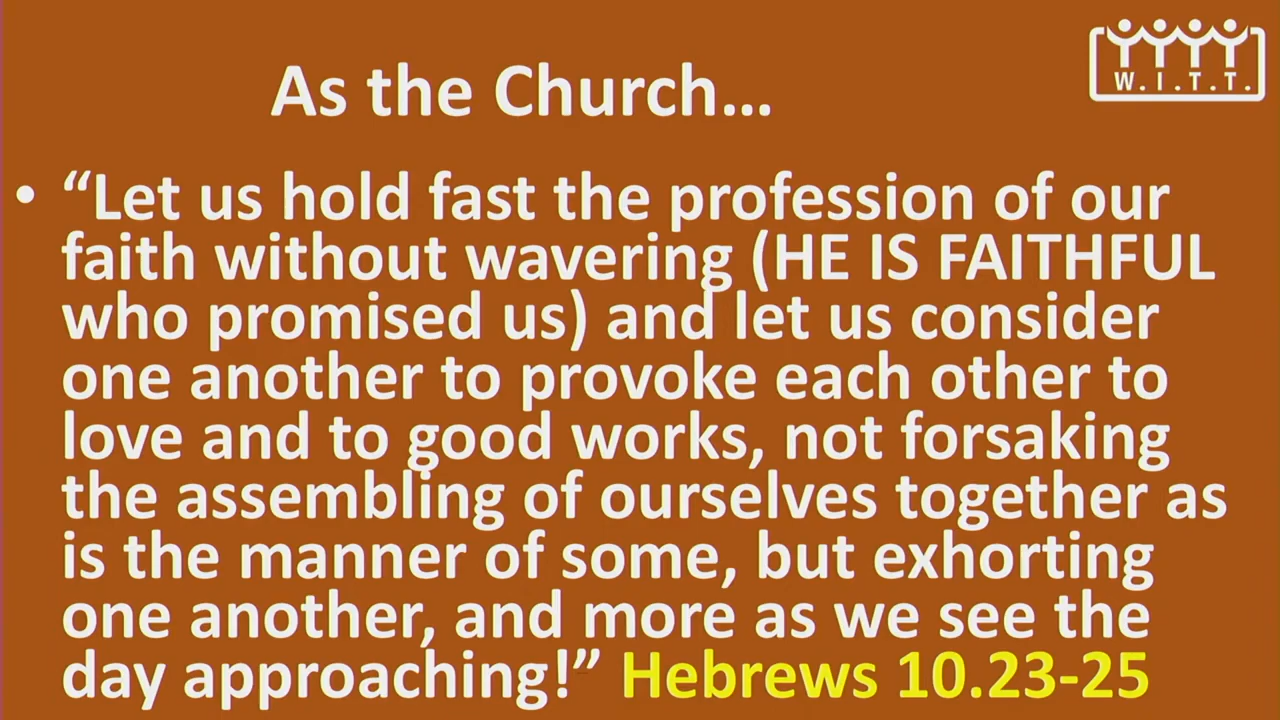 W.I.T.T.
As the Church...
• “Let us hold fast the profession of our
faith without wavering (HE IS FAITHFUL
who promised us) and let us consider
one another to provoke each other to
love and to good works, not forsaking
the assembling of ourselves together as
is the manner of some, but exhorting
one another, and more as we see the
day approaching!” Hebrews 10.23-25